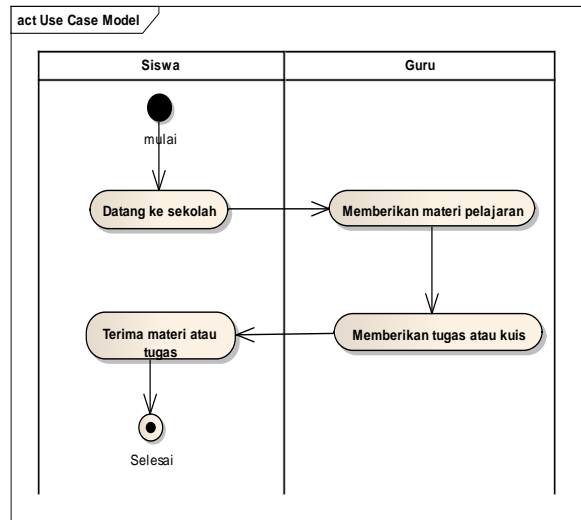 act Use Case Model
Siswa
Guru
mulai
Datang ke sekolah
Memberikan materi pelajaran
Terima materi atau
tugas
Memberikan tugas atau kuis
Selesai